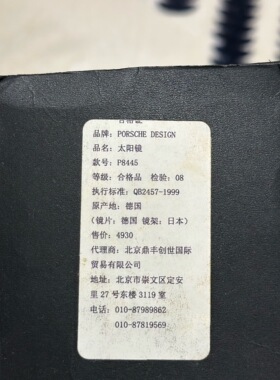 合格证
品牌: PORSCHE DESIGN
品名: 太阳镜
款号: P8445
等级: 合格品 检验: 08
执行标准: QB2457-1999
原产地: 德国
(镜片: 德国 镜架: 日本)
售价: 4930
代理商: 北京鼎丰创世国际
贸易有限公司
地址: 北京市崇文区定安
里27号东楼3119室
电话: 010-87989862
010-87819569